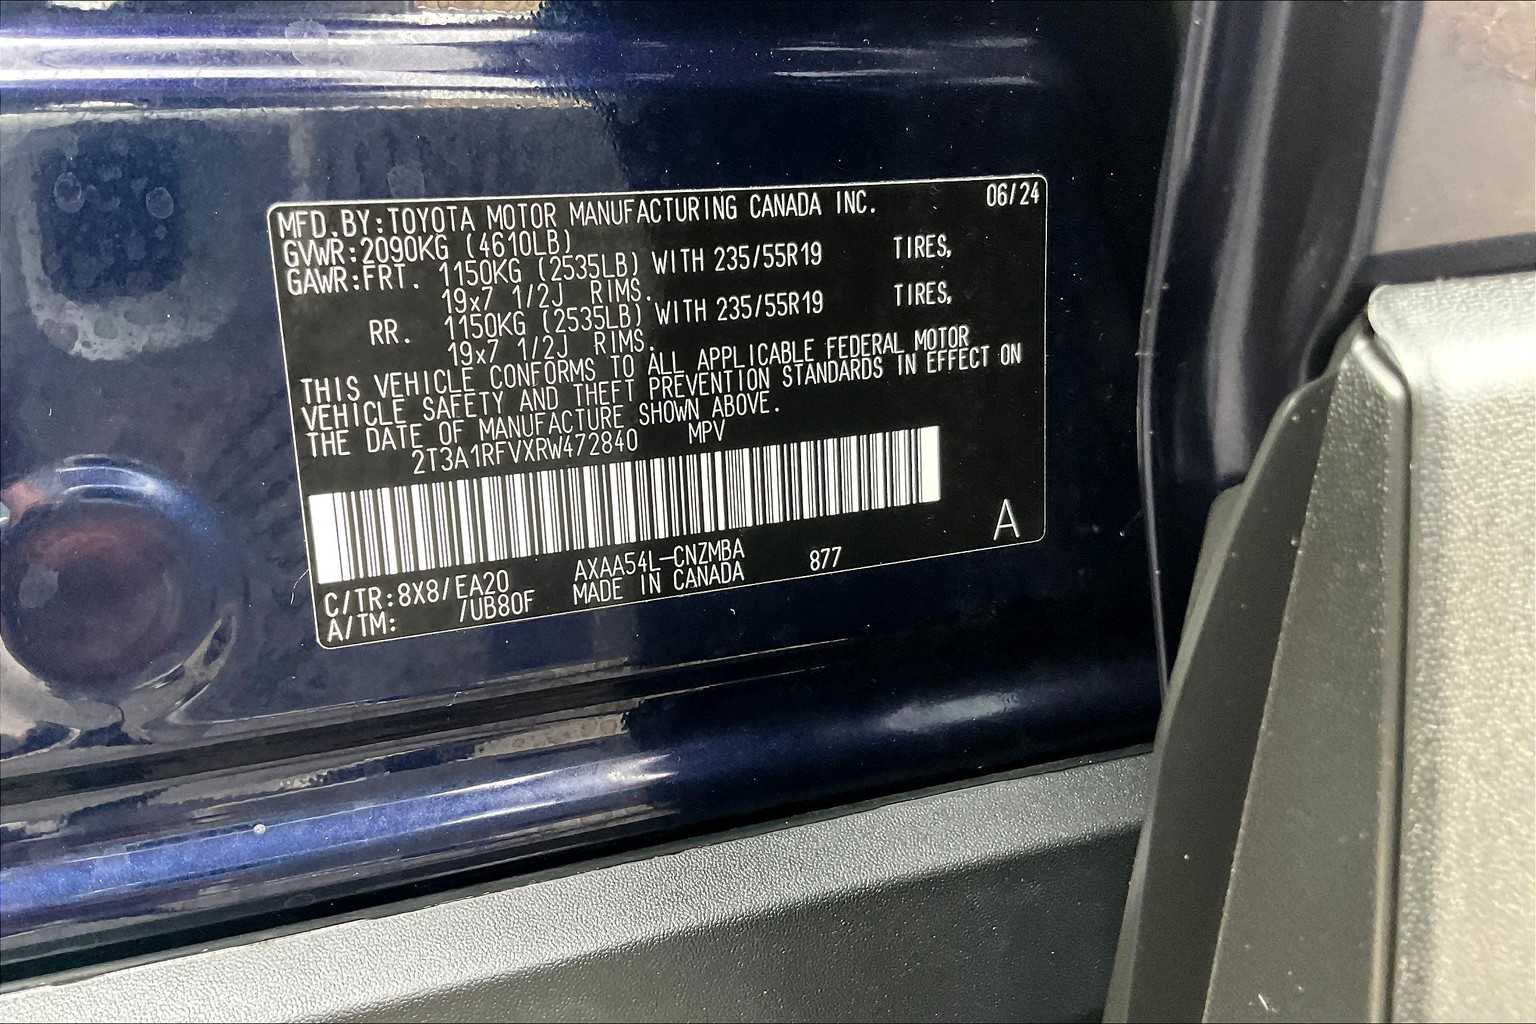 MFD.BY:TOYOTA MOTOR MANUFACTURING CANADA INC. 06/24
GVWR:2090KG (4610LB)
GAWR:FRT. 1150KG (2535LB) WITH 235/55R19 TIRES,
19x7 1/2J RIMS.
RR. 1150KG (2535LB) WITH 235/55R19 TIRES,
19x7 1/2J RIMS.
THIS VEHICLE CONFORMS TO ALL APPLICABLE FEDERAL MOTOR
VEHICLE SAFETY AND THEFT PREVENTION STANDARDS IN EFFECT ON
THE DATE OF MANUFACTURE SHOWN ABOVE.
2T3A1RFVXRW472840 MPV
A
C/TR:8X8/EA20 AXAA54L-CNZMBA 877
A/TM: /UB80F MADE IN CANADA